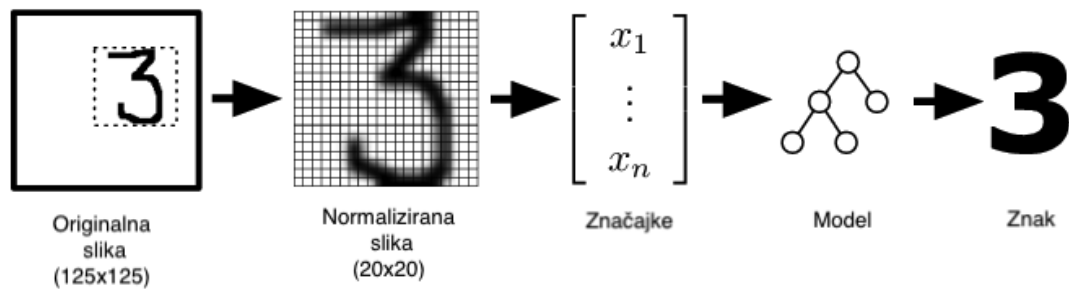 3
3
x1
⋮
xn
3
Originalna
slika
(125x125)
Normalizirana
slika
(20x20)
Značajke
Model
Znak